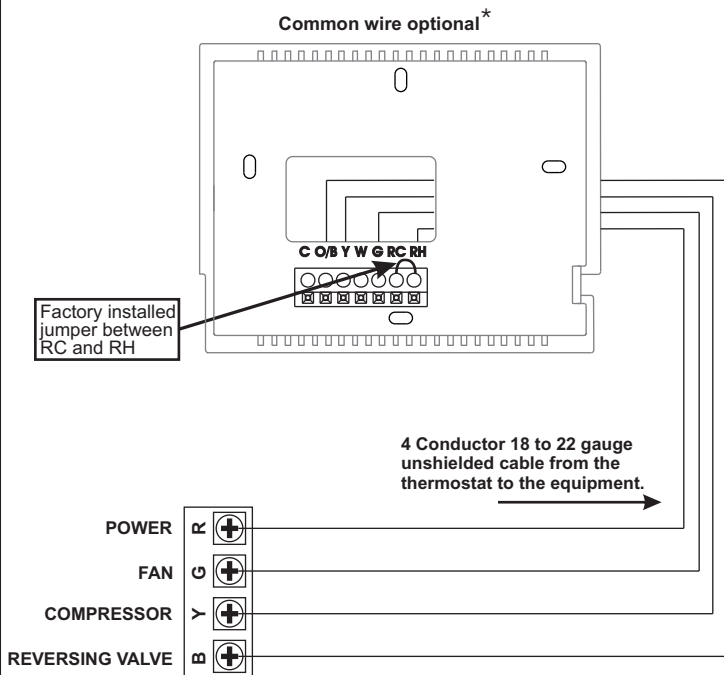 Common wire optional*
C O/B Y W G RC RH
Factory installed
jumper between
RC and RH
4 Conductor 18 to 22 gauge
unshielded cable from the
thermostat to the equipment.
POWER R
FAN G
COMPRESSOR Y
REVERSING VALVE B